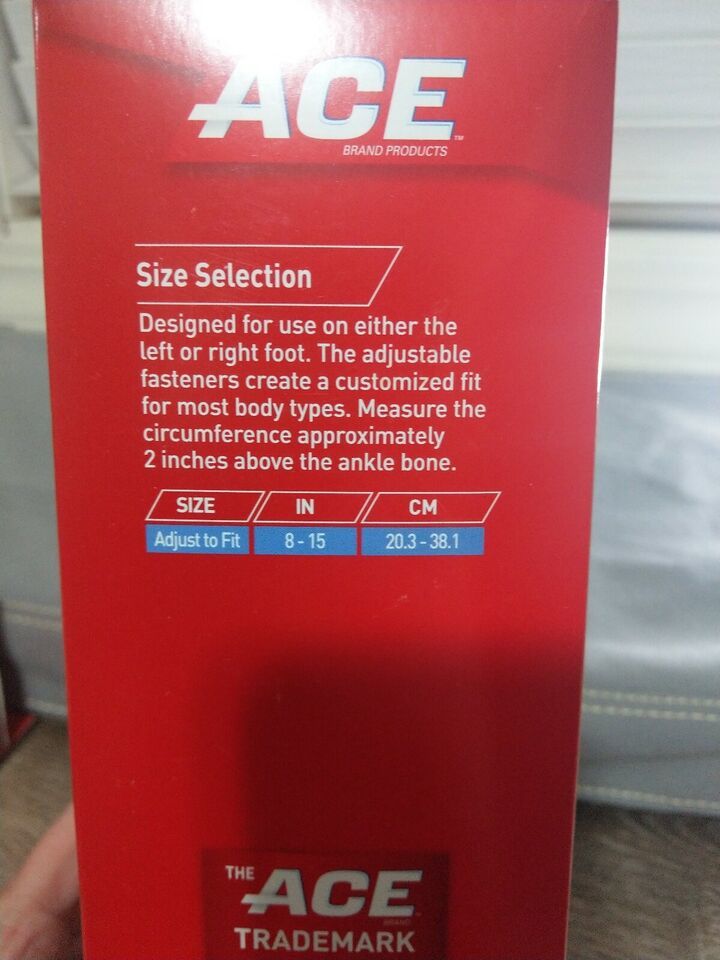 ACE™
BRAND PRODUCTS
Size Selection
Designed for use on either the
left or right foot. The adjustable
fasteners create a customized fit
for most body types. Measure the
circumference approximately
2 inches above the ankle bone.
SIZE IN CM
Adjust to Fit 8 - 15 20.3 - 38.1
THE
ACE
BRAND
TRADEMARK